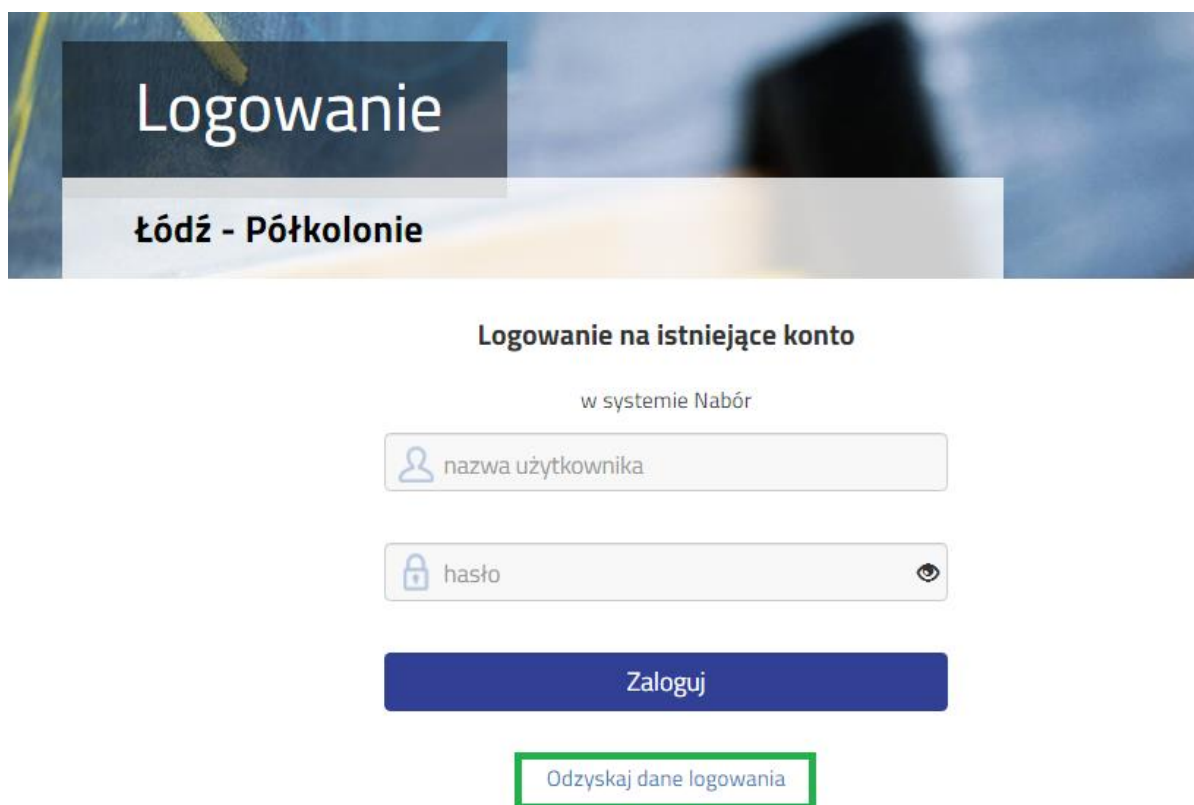 Logowanie
Łódź - Półkolonie
Logowanie na istniejące konto
w systemie Nabór
nazwa użytkownika
hasło
Zaloguj
Odzyskaj dane logowania